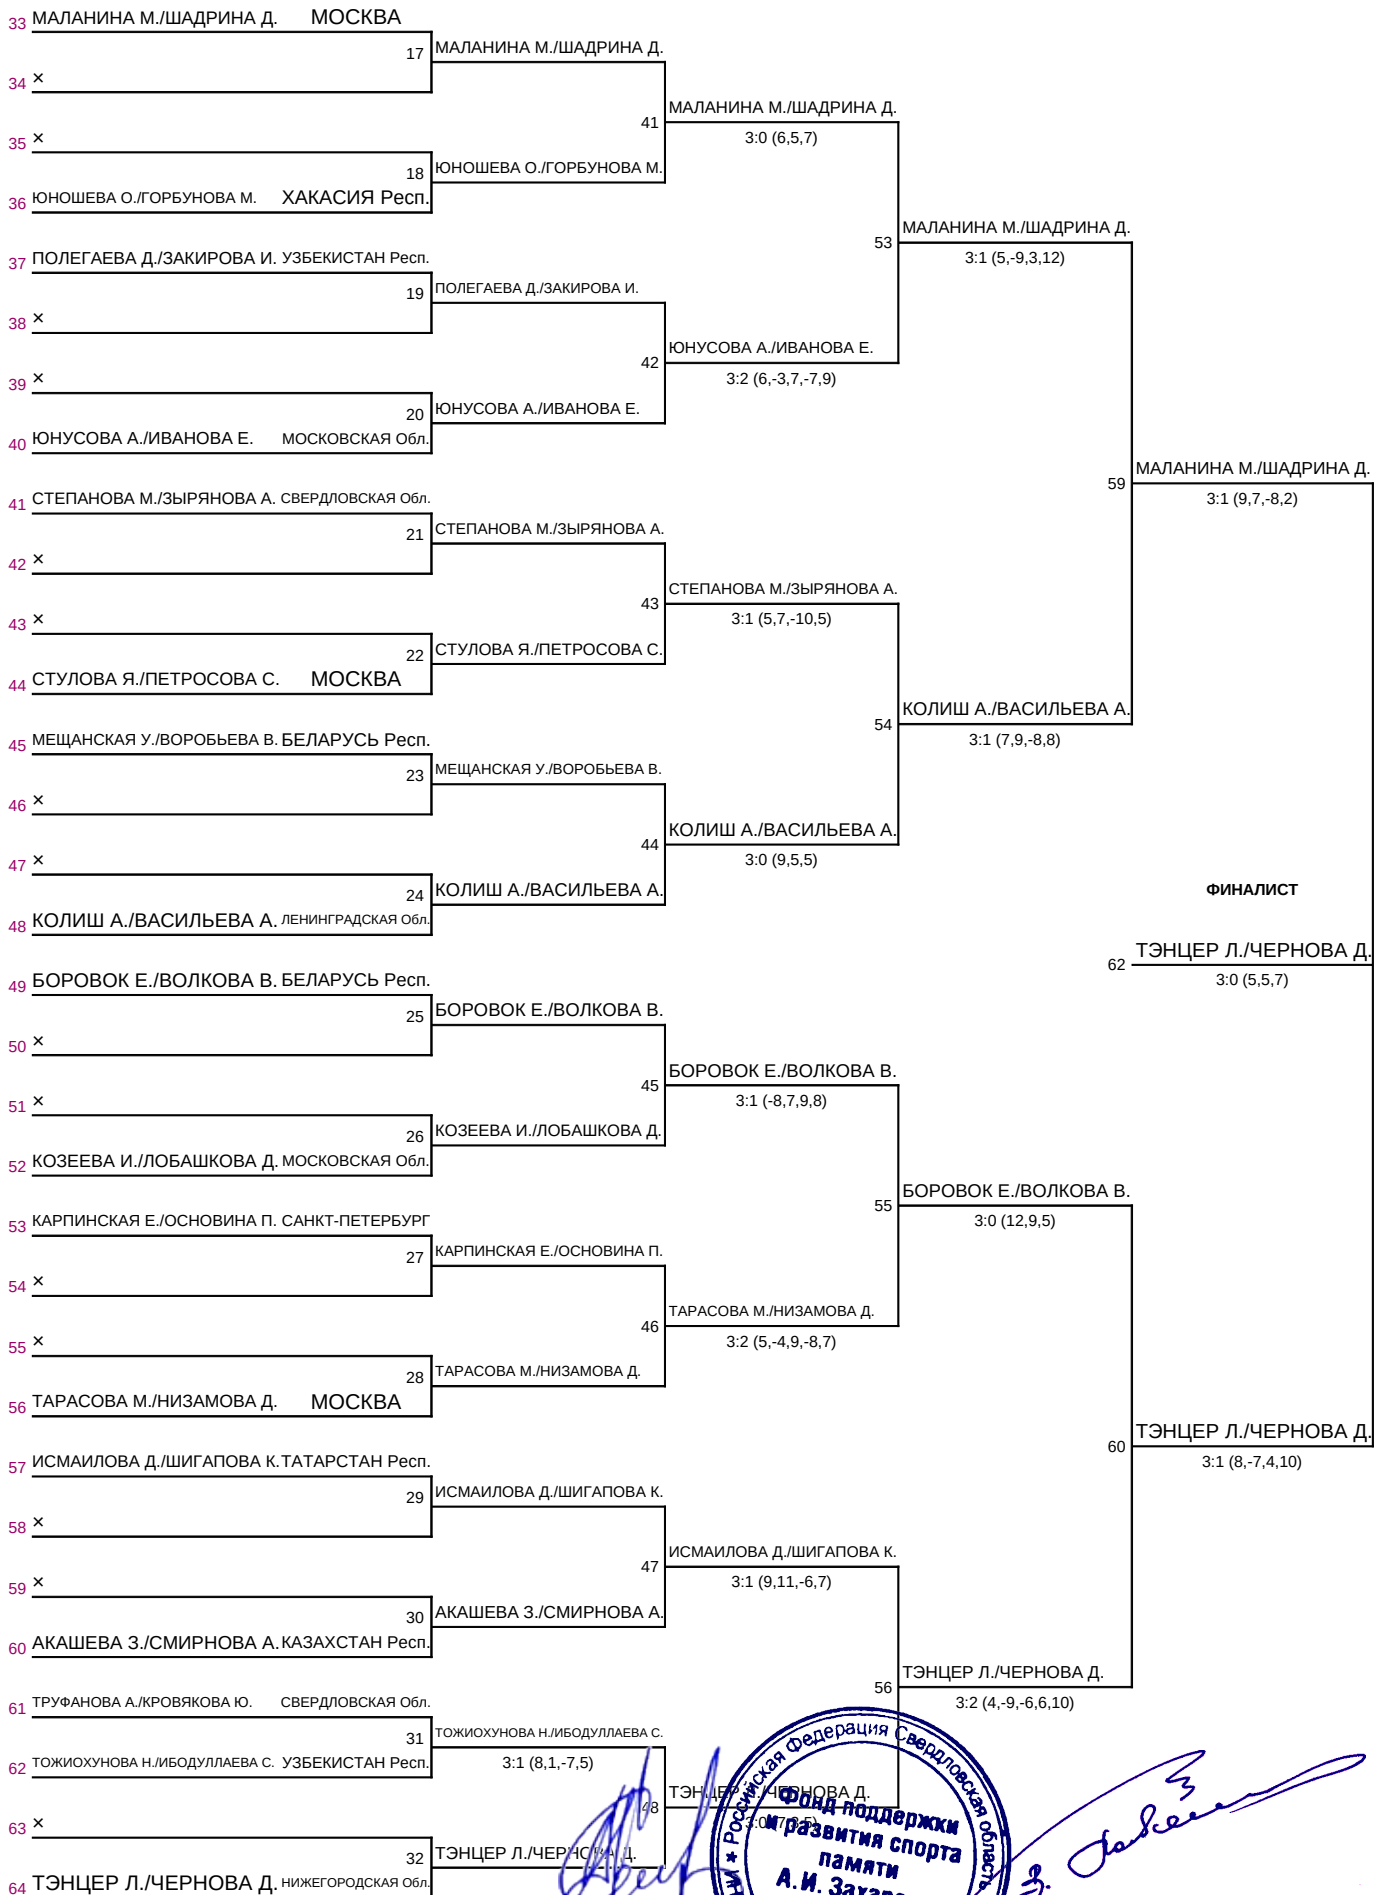 33 МАЛАНИНА М./ШАДРИНА Д. МОСКВА
17 МАЛАНИНА М./ШАДРИНА Д.
34 ×
41 МАЛАНИНА М./ШАДРИНА Д.
3:0 (6,5,7)
35 ×
18 ЮНОШЕВА О./ГОРБУНОВА М.
36 ЮНОШЕВА О./ГОРБУНОВА М. ХАКАСИЯ Респ.
53 МАЛАНИНА М./ШАДРИНА Д.
3:1 (5,-9,3,12)
37 ПОЛЕГАЕВА Д./ЗАКИРОВА И. УЗБЕКИСТАН Респ.
19 ПОЛЕГАЕВА Д./ЗАКИРОВА И.
38 ×
42 ЮНУСОВА А./ИВАНОВА Е.
3:2 (6,-3,7,-7,9)
39 ×
20 ЮНУСОВА А./ИВАНОВА Е.
40 ЮНУСОВА А./ИВАНОВА Е. МОСКОВСКАЯ Обл.
59 МАЛАНИНА М./ШАДРИНА Д.
3:1 (9,7,-8,2)
41 СТЕПАНОВА М./ЗЫРЯНОВА А. СВЕРДЛОВСКАЯ Обл.
21 СТЕПАНОВА М./ЗЫРЯНОВА А.
42 ×
43 СТЕПАНОВА М./ЗЫРЯНОВА А.
3:1 (5,7,-10,5)
43 ×
22 СТУЛОВА Я./ПЕТРОСОВА С.
44 СТУЛОВА Я./ПЕТРОСОВА С. МОСКВА
54 КОЛИШ А./ВАСИЛЬЕВА А.
3:1 (7,9,-8,8)
45 МЕЩАНСКАЯ У./ВОРОБЬЕВА В. БЕЛАРУСЬ Респ.
23 МЕЩАНСКАЯ У./ВОРОБЬЕВА В.
46 ×
44 КОЛИШ А./ВАСИЛЬЕВА А.
3:0 (9,5,5)
47 ×
24 КОЛИШ А./ВАСИЛЬЕВА А.
48 КОЛИШ А./ВАСИЛЬЕВА А. ЛЕНИНГРАДСКАЯ Обл.
ФИНАЛИСТ
62 ТЭНЦЕР Л./ЧЕРНОВА Д.
3:0 (5,5,7)
49 БОРОВОК Е./ВОЛКОВА В. БЕЛАРУСЬ Респ.
25 БОРОВОК Е./ВОЛКОВА В.
50 ×
45 БОРОВОК Е./ВОЛКОВА В.
3:1 (-8,7,9,8)
51 ×
26 КОЗЕЕВА И./ЛОБАШКОВА Д.
52 КОЗЕЕВА И./ЛОБАШКОВА Д. МОСКОВСКАЯ Обл.
55 БОРОВОК Е./ВОЛКОВА В.
3:0 (12,9,5)
53 КАРПИНСКАЯ Е./ОСНОВИНА П. САНКТ-ПЕТЕРБУРГ
27 КАРПИНСКАЯ Е./ОСНОВИНА П.
54 ×
46 ТАРАСОВА М./НИЗАМОВА Д.
3:2 (5,-4,9,-8,7)
55 ×
28 ТАРАСОВА М./НИЗАМОВА Д.
56 ТАРАСОВА М./НИЗАМОВА Д. МОСКВА
60 ТЭНЦЕР Л./ЧЕРНОВА Д.
3:1 (8,-7,4,10)
57 ИСМАИЛОВА Д./ШИГАПОВА К. ТАТАРСТАН Респ.
29 ИСМАИЛОВА Д./ШИГАПОВА К.
58 ×
47 ИСМАИЛОВА Д./ШИГАПОВА К.
3:1 (9,11,-6,7)
59 ×
30 АКАШЕВА З./СМИРНОВА А.
60 АКАШЕВА З./СМИРНОВА А. КАЗАХСТАН Респ.
56 ТЭНЦЕР Л./ЧЕРНОВА Д.
3:2 (4,-9,-6,6,10)
61 ТРУФАНОВА А./КРОВЯКОВА Ю. СВЕРДЛОВСКАЯ Обл.
31 ТОЖИОХУНОВА Н./ИБОДУЛЛАЕВА С.
3:1 (8,1,-7,5)
62 ТОЖИОХУНОВА Н./ИБОДУЛЛАЕВА С. УЗБЕКИСТАН Респ.
48 ТЭНЦЕР Л./ЧЕРНОВА Д.
63 ×
32 ТЭНЦЕР Л./ЧЕРНОВА Д.
64 ТЭНЦЕР Л./ЧЕРНОВА Д. НИЖЕГОРОДСКАЯ Обл.
Российская Федерация Свердловская область
Фонд поддержки
и развития спорта
памяти
А.И.